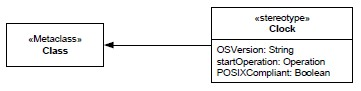 «Metaclass»
Class
«stereotype»
Clock
OSVersion: String
startOperation: Operation
POSIXCompliant: Boolean